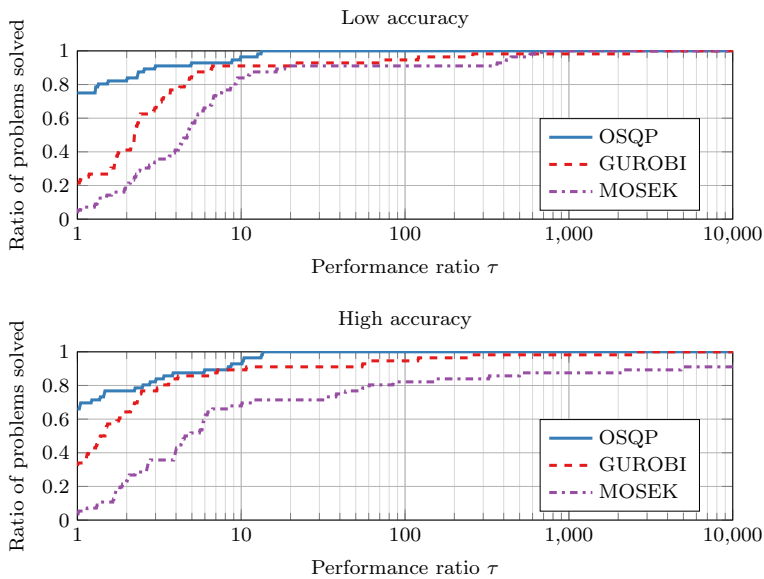 Low accuracy
Ratio of problems solved
1
0.8
0.6
0.4
0.2
0
OSQP
GUROBI
MOSEK
1 10 100 1,000 10,000
Performance ratio τ
High accuracy
Ratio of problems solved
1
0.8
0.6
0.4
0.2
0
OSQP
GUROBI
MOSEK
1 10 100 1,000 10,000
Performance ratio τ